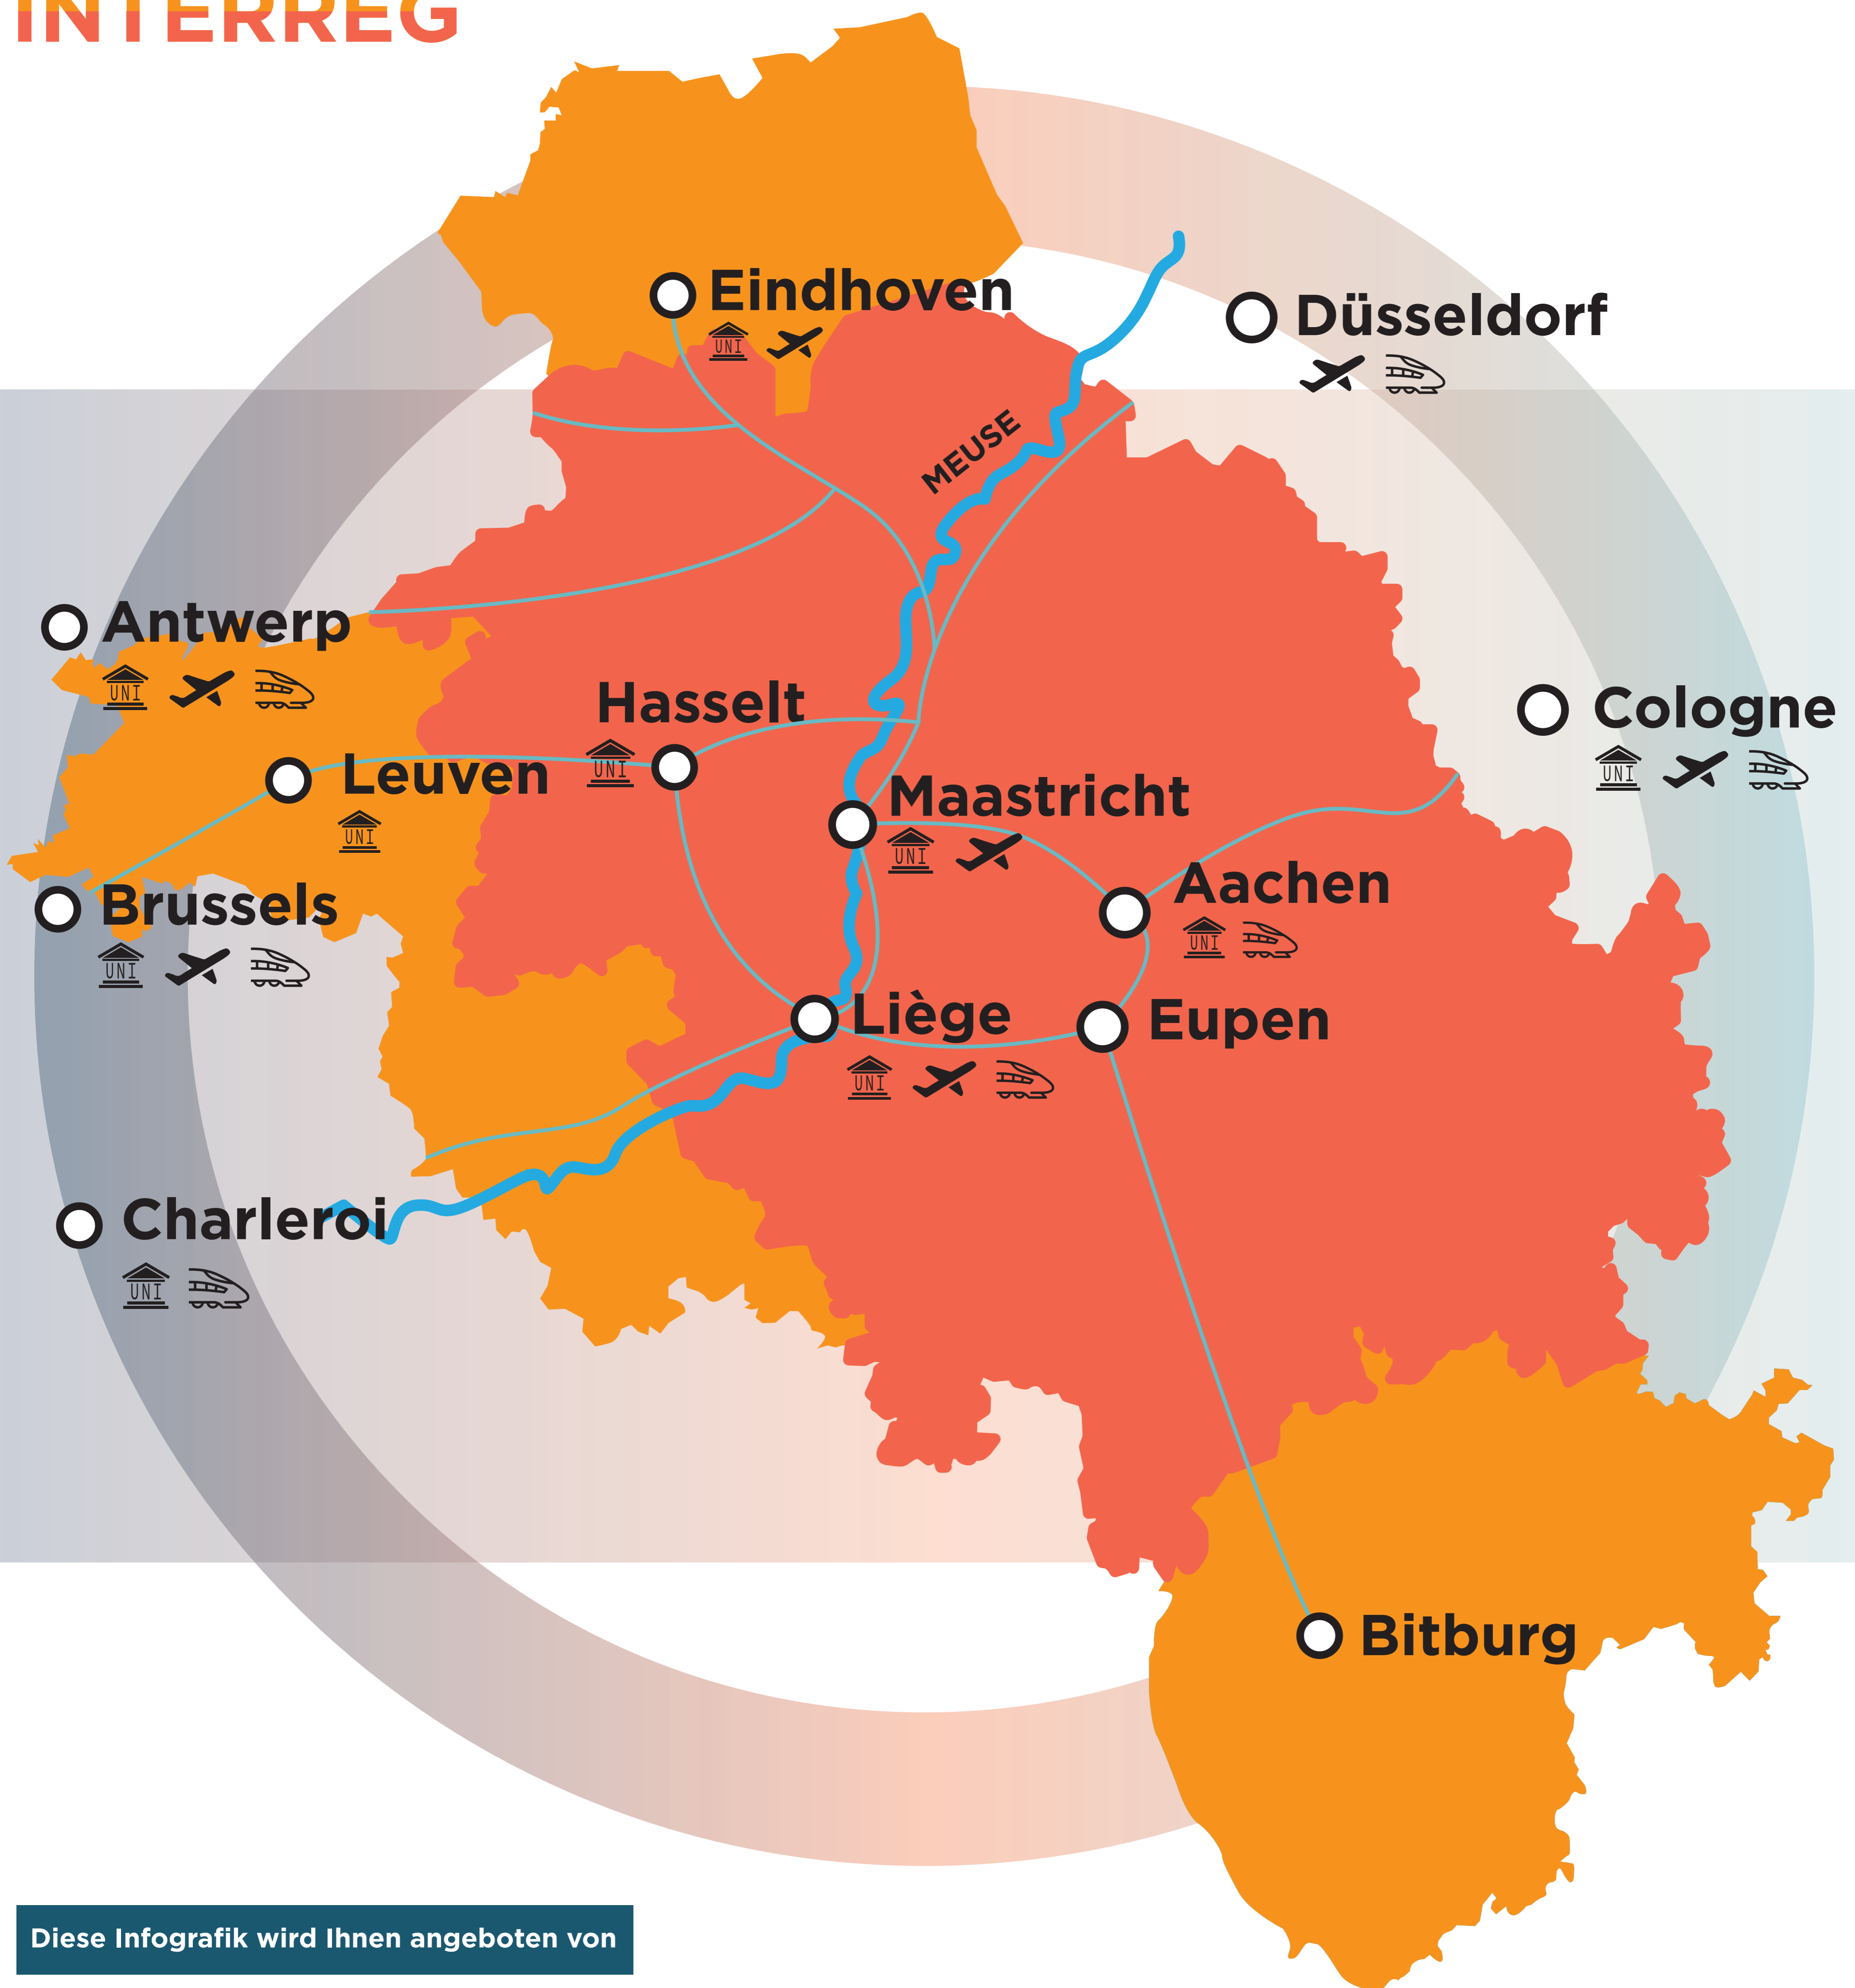 INTERREG
Eindhoven
UNI
Düsseldorf
MEUSE
Antwerp
UNI
Hasselt
UNI
Cologne
UNI
Leuven
UNI
Maastricht
UNI
Aachen
UNI
Brussels
UNI
Liège
UNI
Eupen
Charleroi
UNI
Bitburg
Diese Infografik wird Ihnen angeboten von